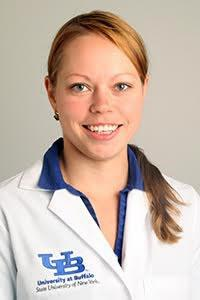 UB
University at Buffalo
State University of New York